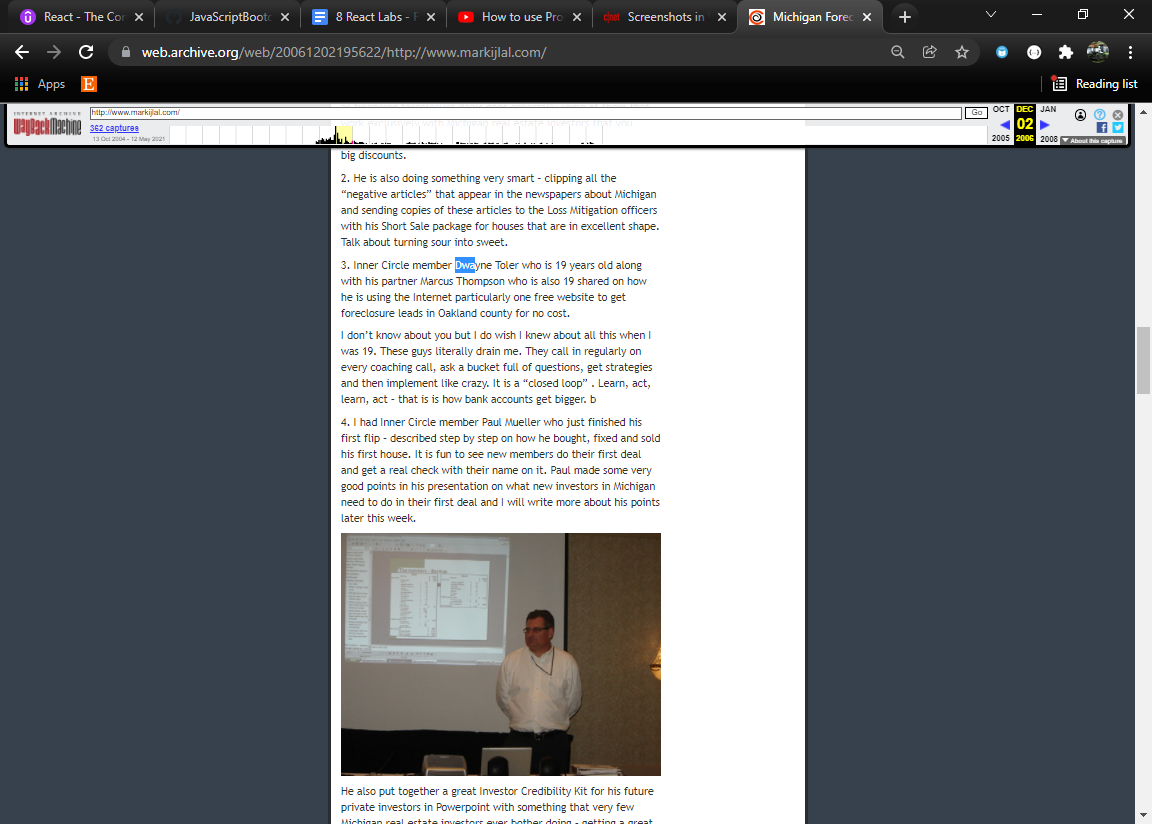 React - The Con
JavaScriptBootc
8 React Labs - F
How to use Pro
cnet Screenshots in
Michigan Forec
web.archive.org/web/20061202195622/http://www.markijlal.com/
Apps
Reading list
INTERNET ARCHIVE
WayBackMachine
http://www.markijlal.com/
Go
362 captures
13 Oct 2004 - 12 May 2021
OCT DEC JAN
02
2005 2006 2008
About this capture
big discounts.
2. He is also doing something very smart – clipping all the
“negative articles” that appear in the newspapers about Michigan
and sending copies of these articles to the Loss Mitigation officers
with his Short Sale package for houses that are in excellent shape.
Talk about turning sour into sweet.
3. Inner Circle member Dwayne Toler who is 19 years old along
with his partner Marcus Thompson who is also 19 shared on how
he is using the Internet particularly one free website to get
foreclosure leads in Oakland county for no cost.
I don’t know about you but I do wish I knew about all this when I
was 19. These guys literally drain me. They call in regularly on
every coaching call, ask a bucket full of questions, get strategies
and then implement like crazy. It is a “closed loop” . Learn, act,
learn, act – that is is how bank accounts get bigger. b
4. I had Inner Circle member Paul Mueller who just finished his
first flip – described step by step on how he bought, fixed and sold
his first house. It is fun to see new members do their first deal
and get a real check with their name on it. Paul made some very
good points in his presentation on what new investors in Michigan
need to do in their first deal and I will write more about his points
later this week.
He also put together a great Investor Credibility Kit for his future
private investors in Powerpoint with something that very few
Michigan real estate investors ever bother doing – getting a great